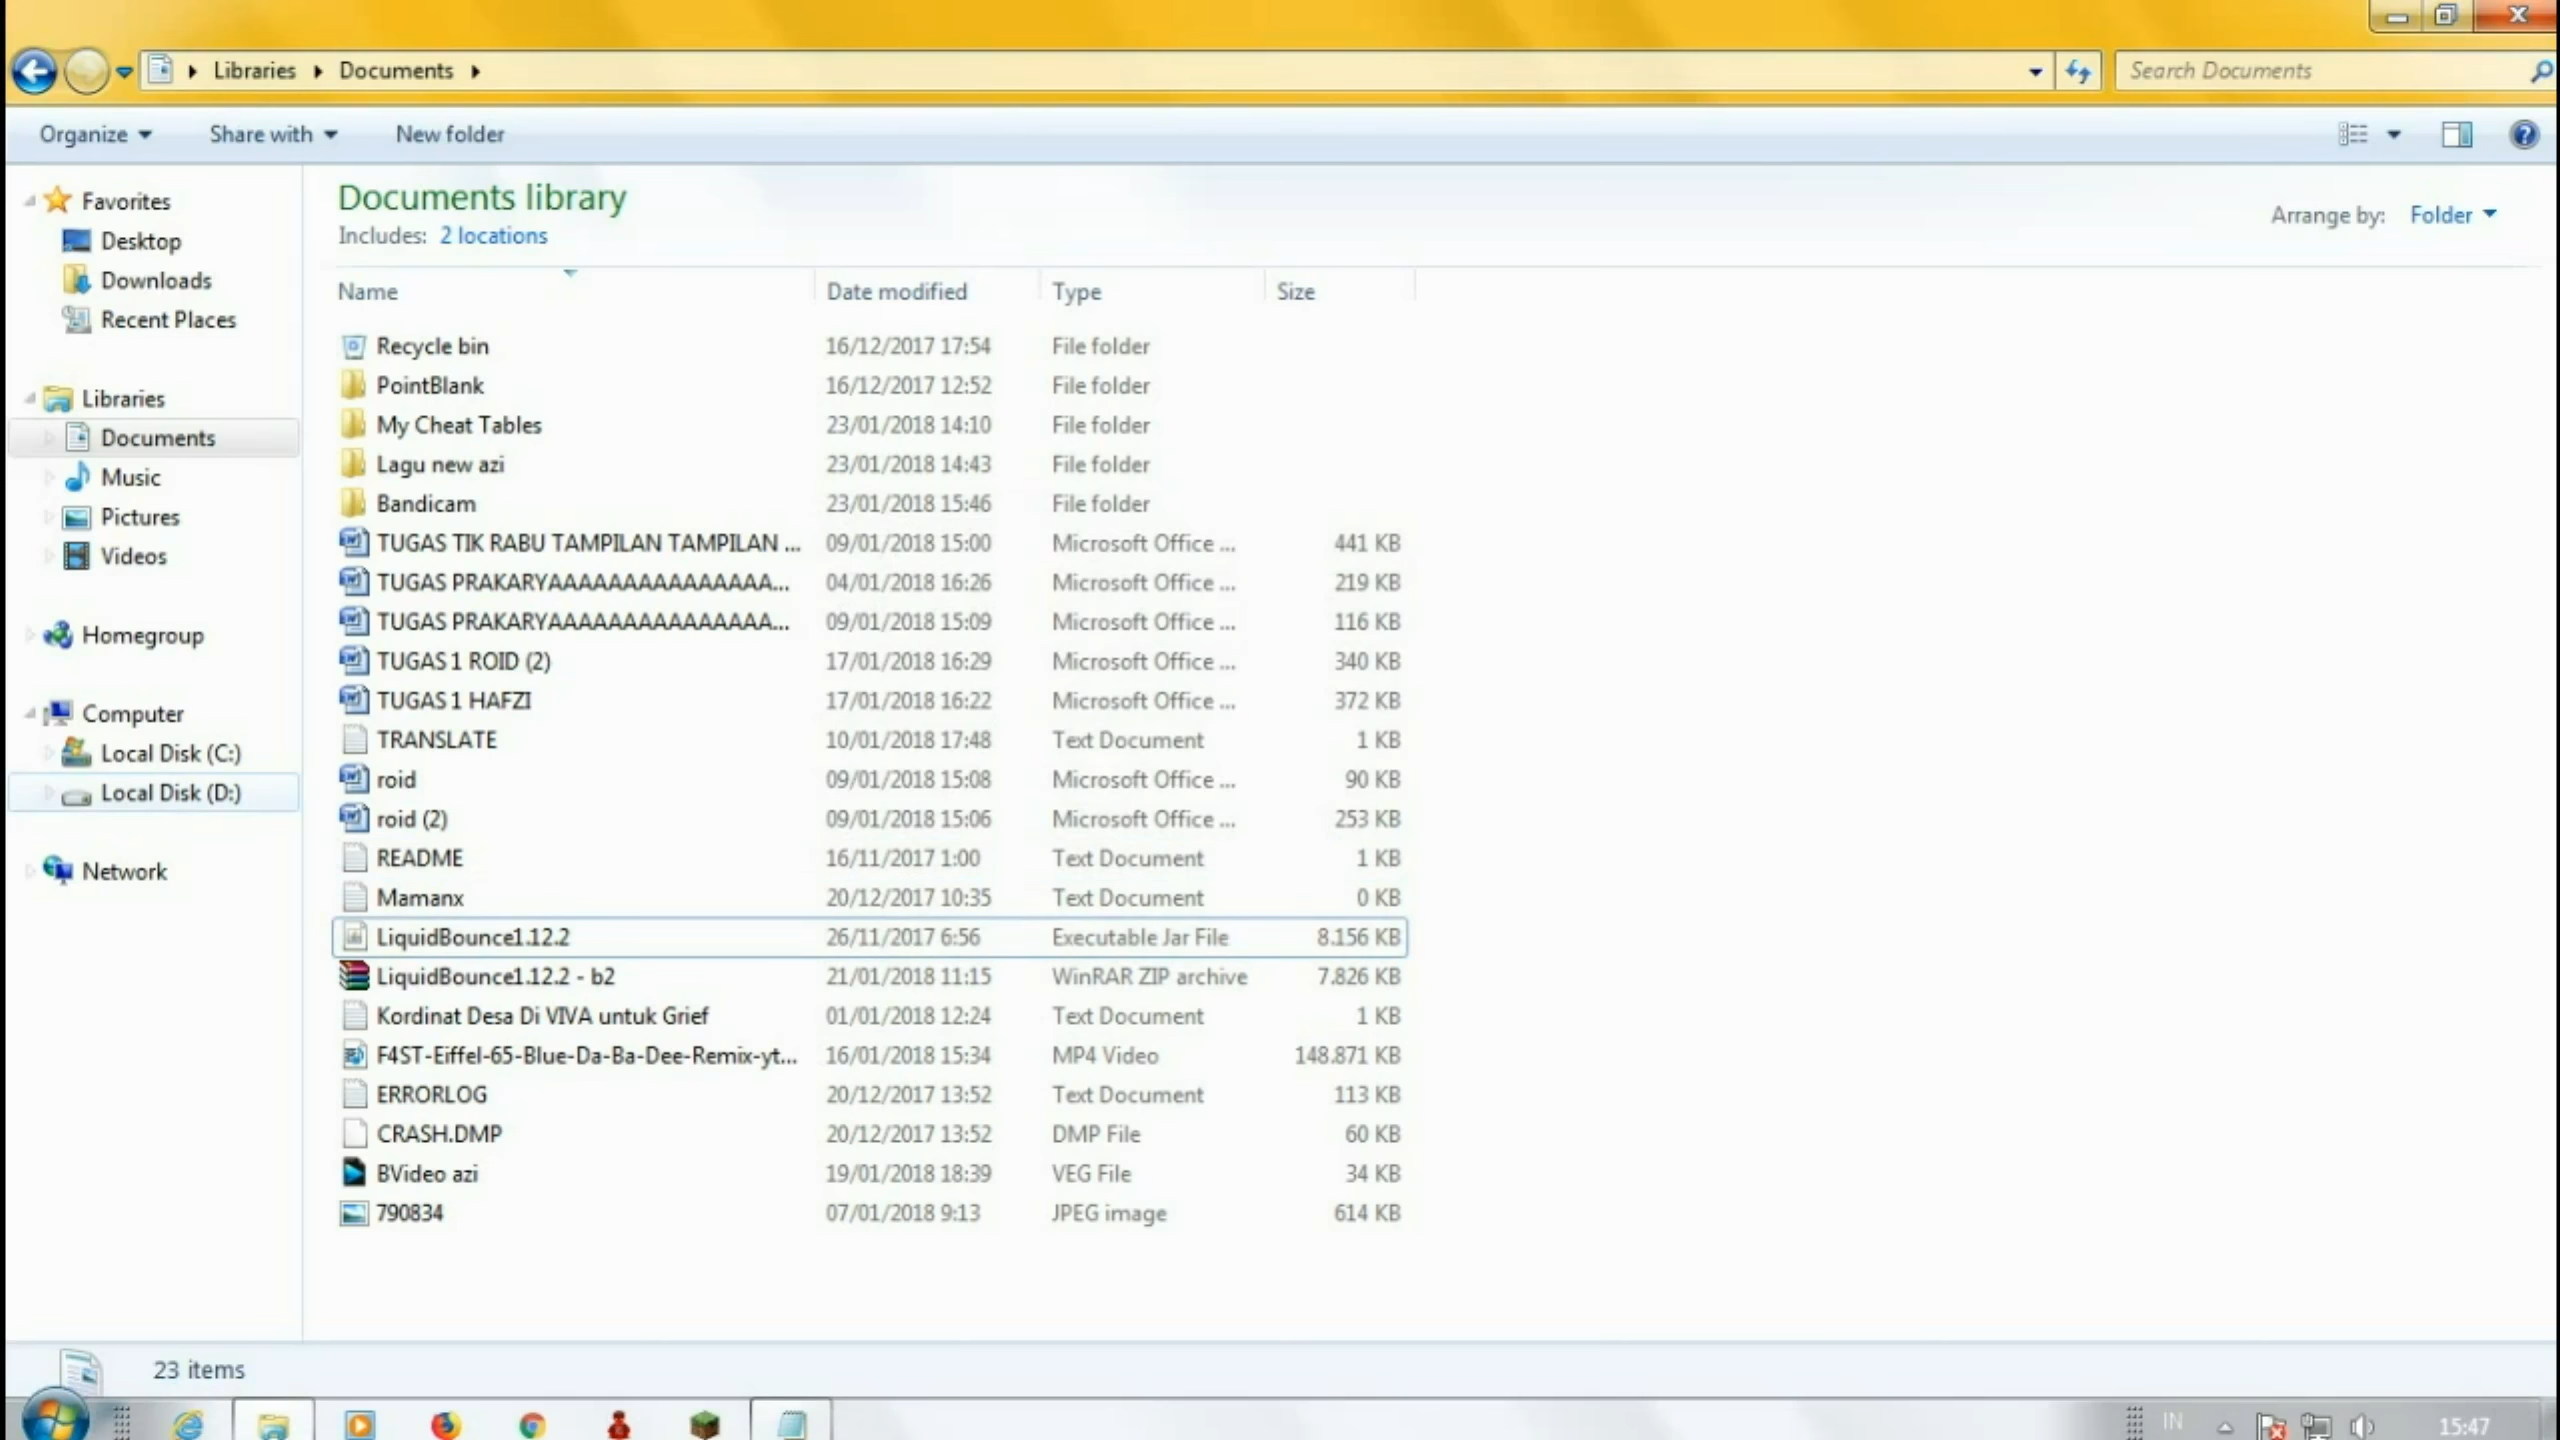 Libraries Documents
Search Documents
Organize Share with New folder
Favorites
Desktop
Downloads
Recent Places
Libraries
Documents
Music
Pictures
Videos
Homegroup
Computer
Local Disk (C:)
Local Disk (D:)
Network
Documents library
Includes: 2 locations
Arrange by: Folder
Name Date modified Type Size
Recycle bin 16/12/2017 17:54 File folder
PointBlank 16/12/2017 12:52 File folder
My Cheat Tables 23/01/2018 14:10 File folder
Lagu new azi 23/01/2018 14:43 File folder
Bandicam 23/01/2018 15:46 File folder
TUGAS TIK RABU TAMPILAN TAMPILAN ... 09/01/2018 15:00 Microsoft Office ... 441 KB
TUGAS PRAKARYAAAAAAAAAAAAAAA... 04/01/2018 16:26 Microsoft Office ... 219 KB
TUGAS PRAKARYAAAAAAAAAAAAAAA... 09/01/2018 15:09 Microsoft Office ... 116 KB
TUGAS 1 ROID (2) 17/01/2018 16:29 Microsoft Office ... 340 KB
TUGAS 1 HAFZI 17/01/2018 16:22 Microsoft Office ... 372 KB
TRANSLATE 10/01/2018 17:48 Text Document 1 KB
roid 09/01/2018 15:08 Microsoft Office ... 90 KB
roid (2) 09/01/2018 15:06 Microsoft Office ... 253 KB
README 16/11/2017 1:00 Text Document 1 KB
Mamanx 20/12/2017 10:35 Text Document 0 KB
LiquidBounce1.12.2 26/11/2017 6:56 Executable Jar File 8.156 KB
LiquidBounce1.12.2 - b2 21/01/2018 11:15 WinRAR ZIP archive 7.826 KB
Kordinat Desa Di VIVA untuk Grief 01/01/2018 12:24 Text Document 1 KB
F4ST-Eiffel-65-Blue-Da-Ba-Dee-Remix-yt... 16/01/2018 15:34 MP4 Video 148.871 KB
ERRORLOG 20/12/2017 13:52 Text Document 113 KB
CRASH.DMP 20/12/2017 13:52 DMP File 60 KB
BVideo azi 19/01/2018 18:39 VEG File 34 KB
790834 07/01/2018 9:13 JPEG image 614 KB
23 items
IN 15:47